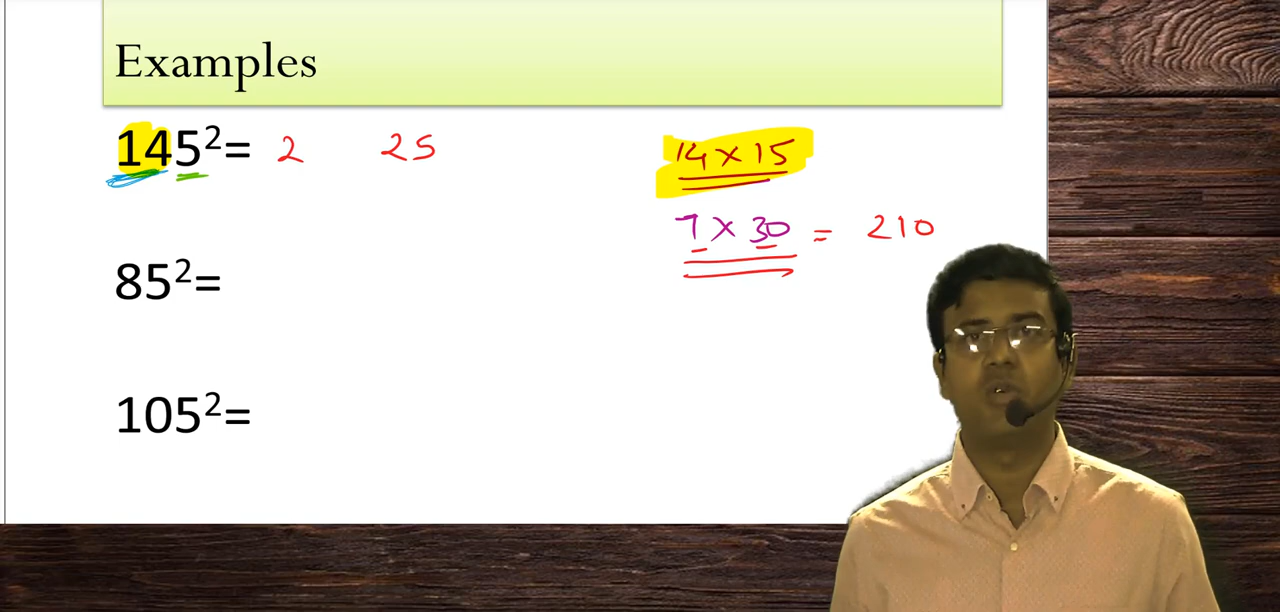 Examples
145²= 2 25
14 × 15
7 × 30 = 210
85²=
105²=